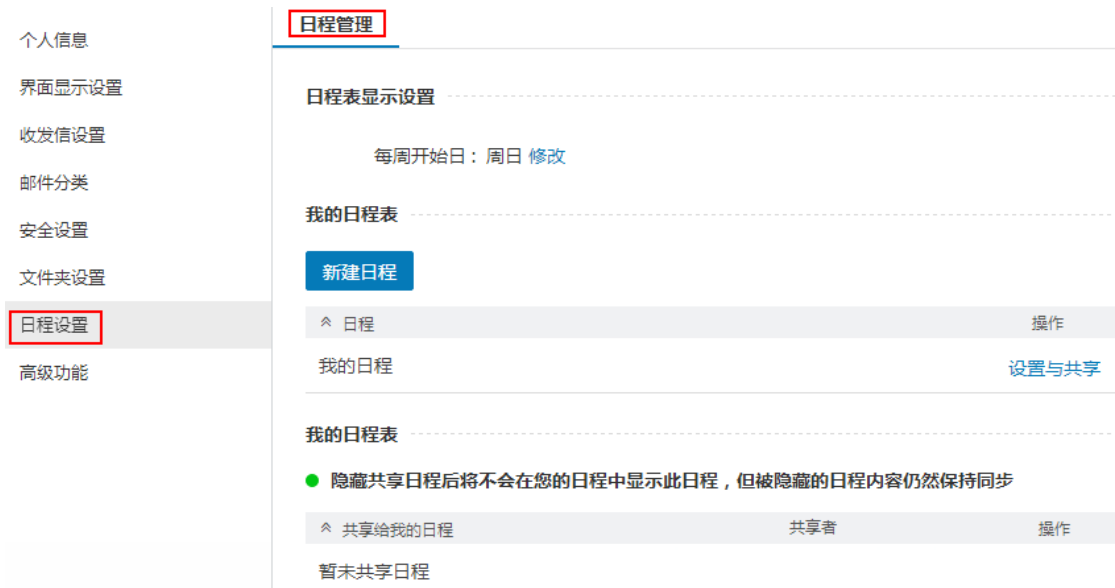 个人信息
界面显示设置
收发信设置
邮件分类
安全设置
文件夹设置
日程设置
高级功能
日程管理
日程表显示设置
每周开始日：周日 修改
我的日程表
新建日程
日程 操作
我的日程 设置与共享
我的日程表
隐藏共享日程后将不会在您的日程中显示此日程，但被隐藏的日程内容仍然保持同步
共享给我的日程 共享者 操作
暂未共享日程